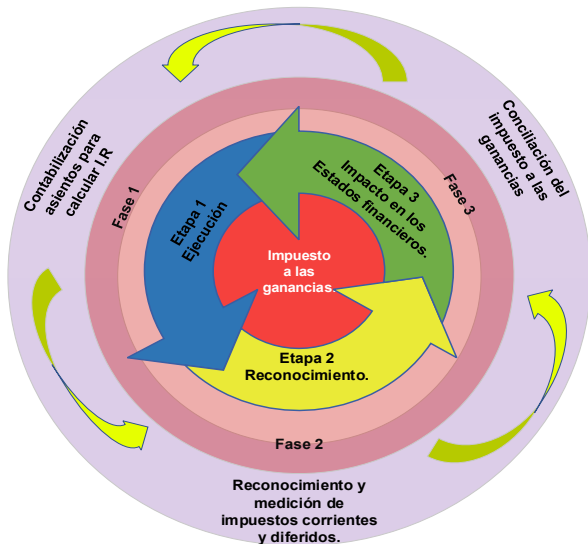 Contabilización
asientos para
calcular I.R
Fase 1
Etapa 1
Ejecución
Impuesto
a las
ganancias.
Etapa 2
Reconocimiento.
Fase 2
Reconocimiento y
medición de
impuestos corrientes
y diferidos.
Etapa 3
Impacto en los
Estados financieros.
Fase 3
Conciliación del
impuesto a las
ganancias